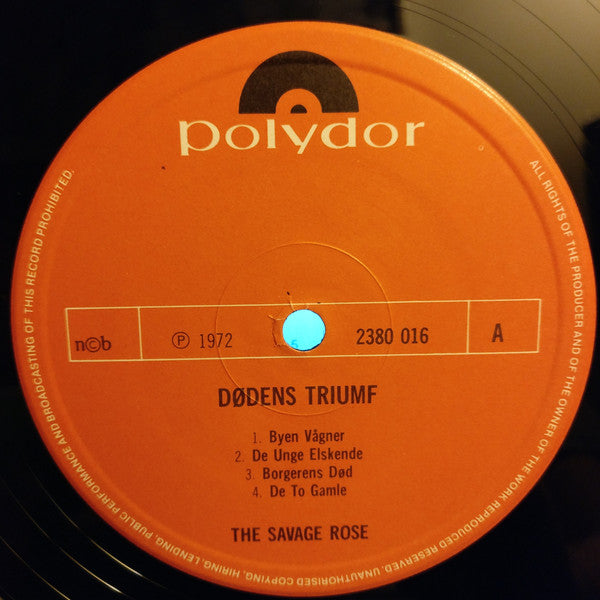 polydor
ALL RIGHTS OF THE PRODUCER AND OF THE OWNER OF THE WORK REPRODUCED RESERVED. UNAUTHORISED COPYING, HIRING, LENDING, PUBLIC PERFORMANCE AND BROADCASTING OF THIS RECORD PROHIBITED.
n©b
℗ 1972
2380 016
A
DØDENS TRIUMF
1. Byen Vågner
2. De Unge Elskende
3. Borgerens Død
4. De To Gamle
THE SAVAGE ROSE